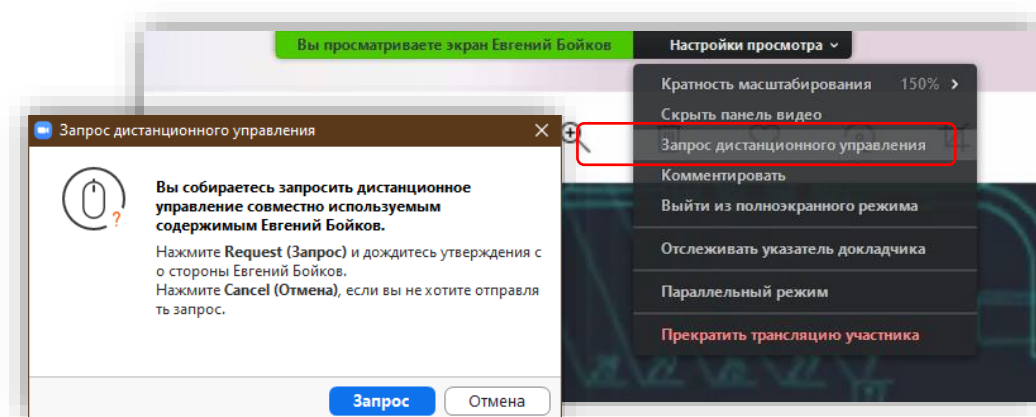 Вы просматриваете экран Евгений Бойков
Настройки просмотра
Кратность масштабирования 150%
Скрыть панель видео
Запрос дистанционного управления
Комментировать
Выйти из полноэкранного режима
Отслеживать указатель докладчика
Параллельный режим
Прекратить трансляцию участника
Запрос дистанционного управления
Вы собираетесь запросить дистанционное
управление совместно используемым
содержимым Евгений Бойков.
Нажмите Request (Запрос) и дождитесь утверждения с
о стороны Евгений Бойков.
Нажмите Cancel (Отмена), если вы не хотите отправля
ть запрос.
Запрос
Отмена